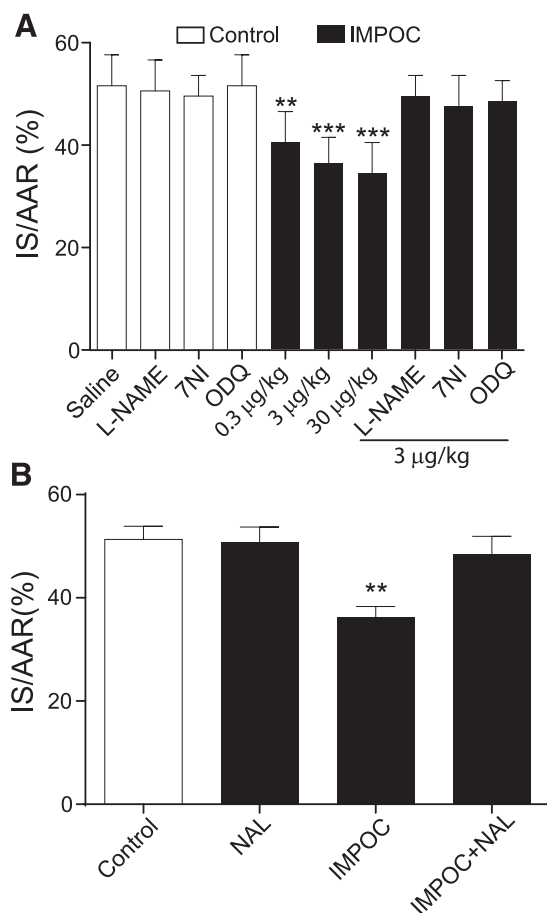 A
Control IMPOC
IS/AAR (%)
60
40
20
0
** *** ***
Saline
L-NAME
7NI
ODQ
0.3 μg/kg
3 μg/kg
30 μg/kg
L-NAME
7NI
ODQ
3 μg/kg
B
IS/AAR(%)
60
40
20
0
**
Control
NAL
IMPOC
IMPOC+NAL